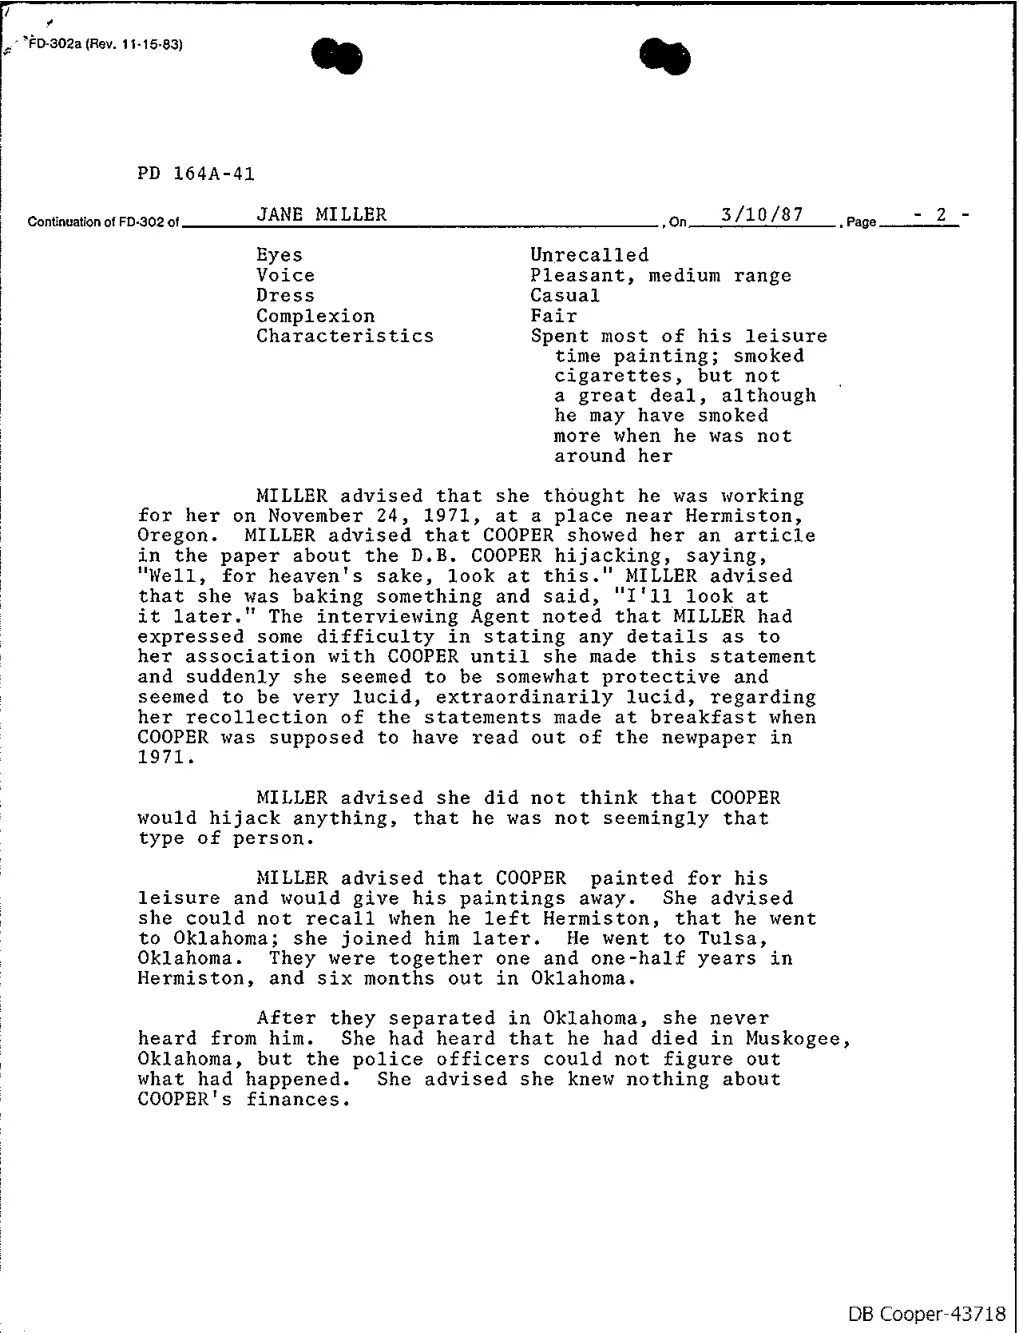 FD-302a (Rev. 11-15-83)
PD 164A-41
Continuation of FD-302 of JANE MILLER , On 3/10/87 , Page - 2 -
Eyes Unrecalled
Voice Pleasant, medium range
Dress Casual
Complexion Fair
Characteristics Spent most of his leisure
time painting; smoked
cigarettes, but not
a great deal, although
he may have smoked
more when he was not
around her
MILLER advised that she thought he was working
for her on November 24, 1971, at a place near Hermiston,
Oregon. MILLER advised that COOPER showed her an article
in the paper about the D.B. COOPER hijacking, saying,
"Well, for heaven's sake, look at this." MILLER advised
that she was baking something and said, "I'll look at
it later." The interviewing Agent noted that MILLER had
expressed some difficulty in stating any details as to
her association with COOPER until she made this statement
and suddenly she seemed to be somewhat protective and
seemed to be very lucid, extraordinarily lucid, regarding
her recollection of the statements made at breakfast when
COOPER was supposed to have read out of the newpaper in
1971.
MILLER advised she did not think that COOPER
would hijack anything, that he was not seemingly that
type of person.
MILLER advised that COOPER painted for his
leisure and would give his paintings away. She advised
she could not recall when he left Hermiston, that he went
to Oklahoma; she joined him later. He went to Tulsa,
Oklahoma. They were together one and one-half years in
Hermiston, and six months out in Oklahoma.
After they separated in Oklahoma, she never
heard from him. She had heard that he had died in Muskogee,
Oklahoma, but the police officers could not figure out
what had happened. She advised she knew nothing about
COOPER's finances.
DB Cooper-43718